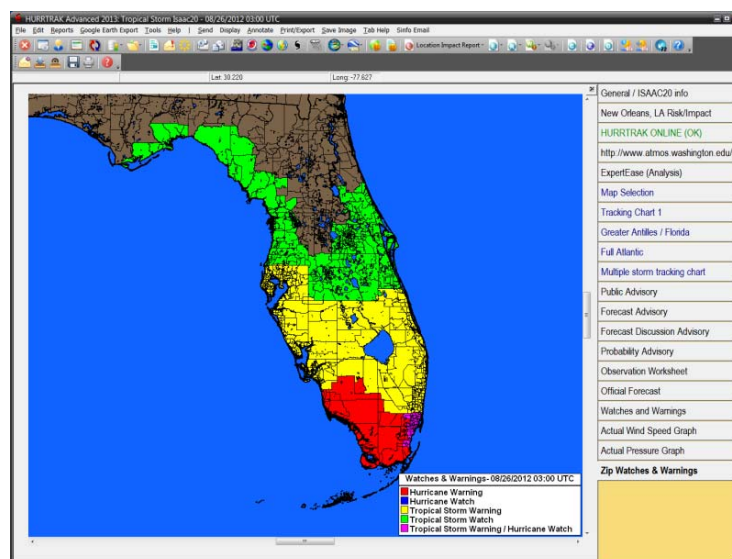 HURRTRAK Advanced 2013: Tropical Storm Isaac20 - 08/26/2012 03:00 UTC
File Edit Reports Google Earth Export Tools Help | Send Display Annotate Print/Export Save Image Tab Help Sinfo Email
Location Impact Report
Lat: 30.220 Long: -77.627
General / ISAAC20 info
New Orleans, LA Risk/Impact
HURRTRAK ONLINE (OK)
http://www.atmos.washington.edu/
ExpertEase (Analysis)
Map Selection
Tracking Chart 1
Greater Antilles / Florida
Full Atlantic
Multiple storm tracking chart
Public Advisory
Forecast Advisory
Forecast Discussion Advisory
Probability Advisory
Observation Worksheet
Official Forecast
Watches and Warnings
Actual Wind Speed Graph
Actual Pressure Graph
Zip Watches & Warnings
Watches & Warnings- 08/26/2012 03:00 UTC
Hurricane Warning
Hurricane Watch
Tropical Storm Warning
Tropical Storm Watch
Tropical Storm Warning / Hurricane Watch